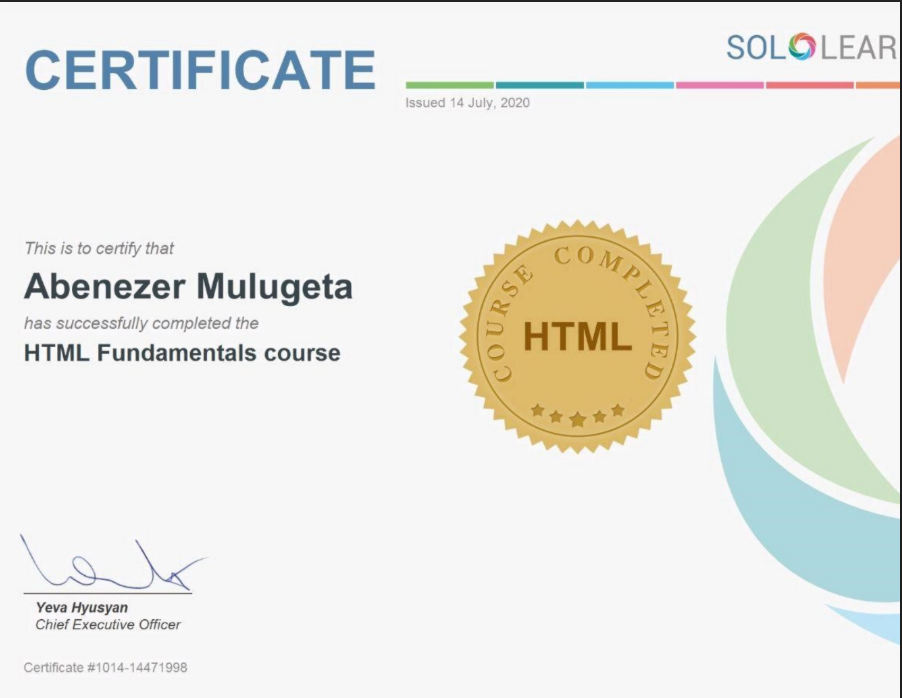 CERTIFICATE
SOLOLEAR
Issued 14 July, 2020
This is to certify that
Abenezer Mulugeta
has successfully completed the
HTML Fundamentals course
COURSE COMPLETED
HTML
Yeva Hyusyan
Chief Executive Officer
Certificate #1014-14471998